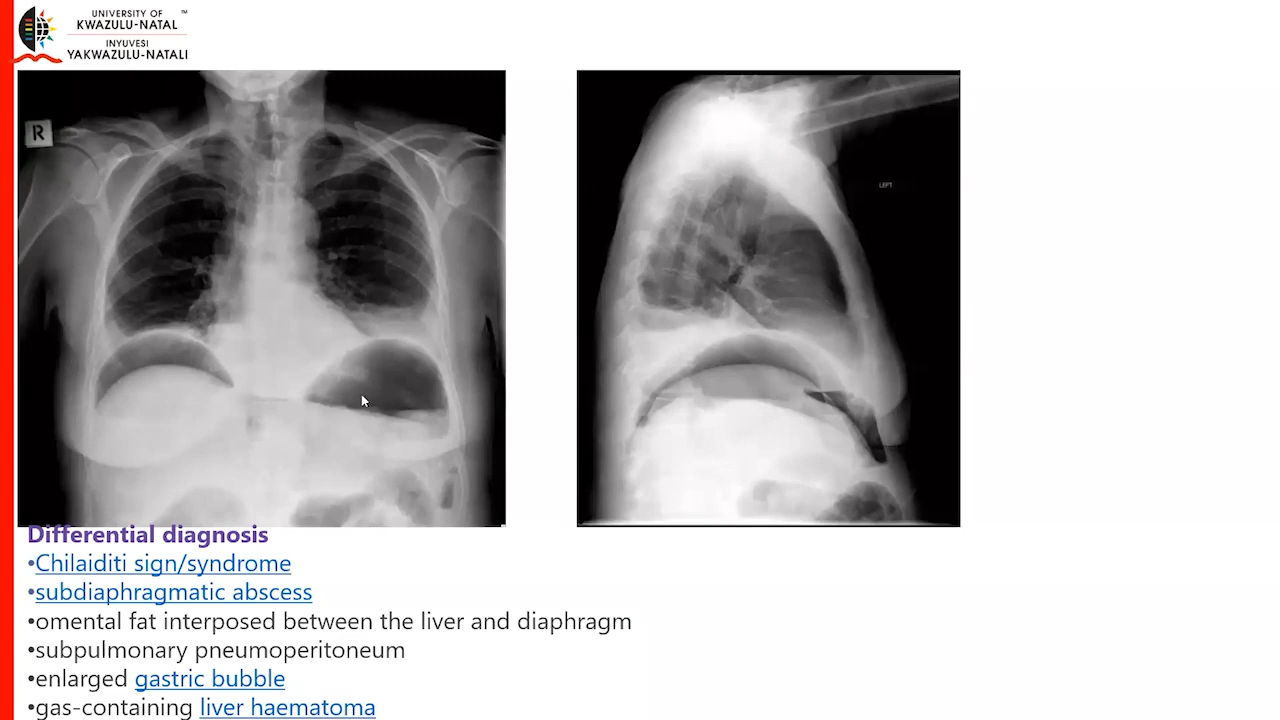 UNIVERSITY OF ™
KWAZULU-NATAL
INYUVESI
YAKWAZULU-NATALI
R
LEFT
Differential diagnosis
•Chilaiditi sign/syndrome
•subdiaphragmatic abscess
•omental fat interposed between the liver and diaphragm
•subpulmonary pneumoperitoneum
•enlarged gastric bubble
•gas-containing liver haematoma